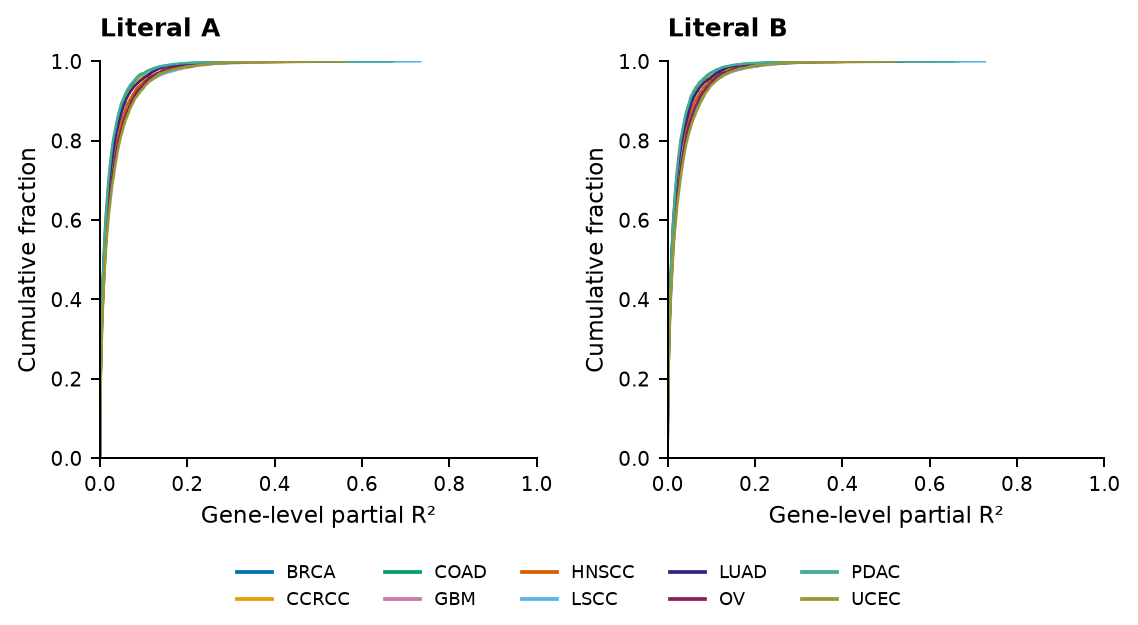 Literal A
Literal B
Cumulative fraction
1.0
0.8
0.6
0.4
0.2
0.0
0.0 0.2 0.4 0.6 0.8 1.0
Gene-level partial R²
Cumulative fraction
1.0
0.8
0.6
0.4
0.2
0.0
0.0 0.2 0.4 0.6 0.8 1.0
Gene-level partial R²
BRCA COAD HNSCC LUAD PDAC
CCRCC GBM LSCC OV UCEC